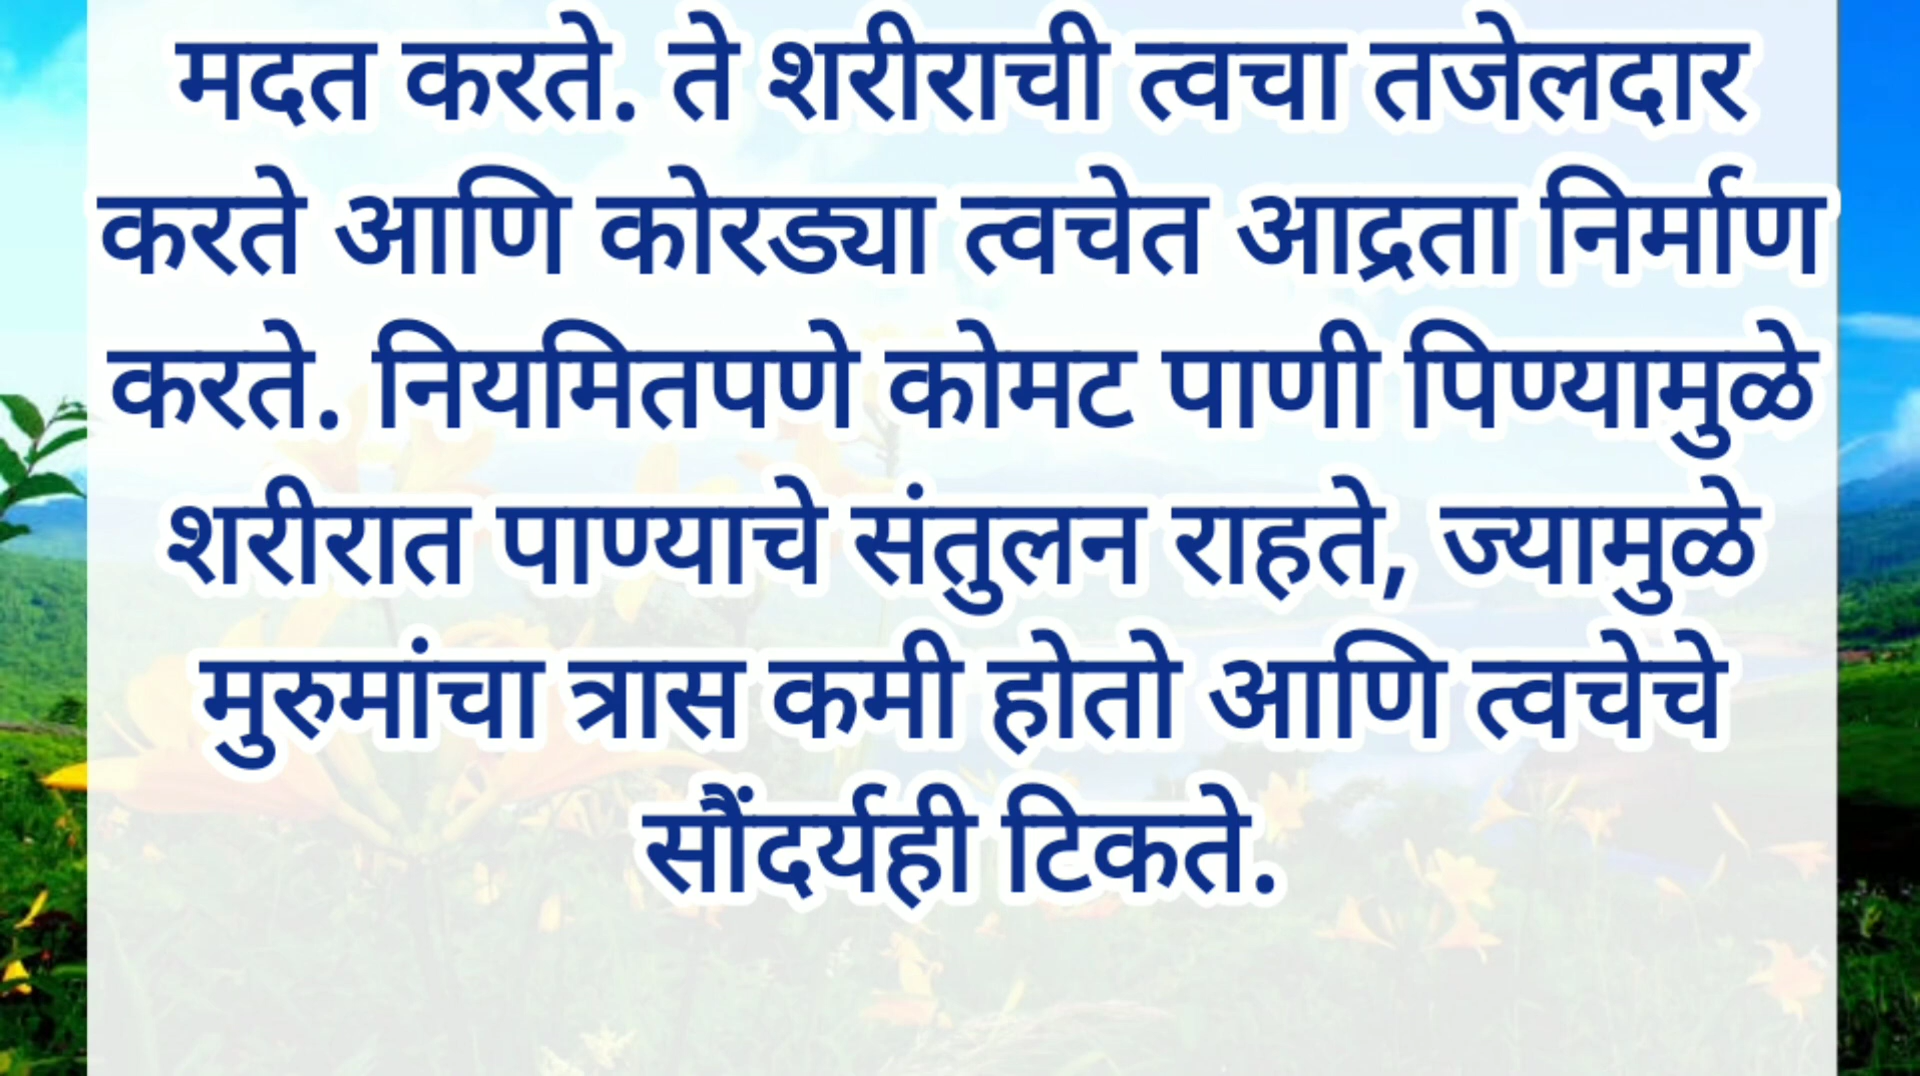 मदत करते. ते शरीराची त्वचा तजेलदार
करते आणि कोरड्या त्वचेत आद्रता निर्माण
करते. नियमितपणे कोमट पाणी पिण्यामुळे
शरीरात पाण्याचे संतुलन राहते, ज्यामुळे
मुरुमांचा त्रास कमी होतो आणि त्वचेचे
सौंदर्यही टिकते.